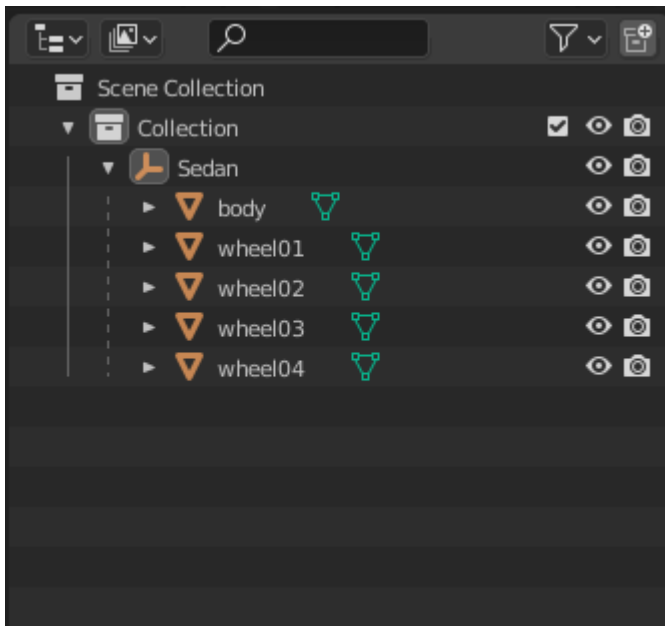 Scene Collection
Collection
Sedan
body
wheel01
wheel02
wheel03
wheel04